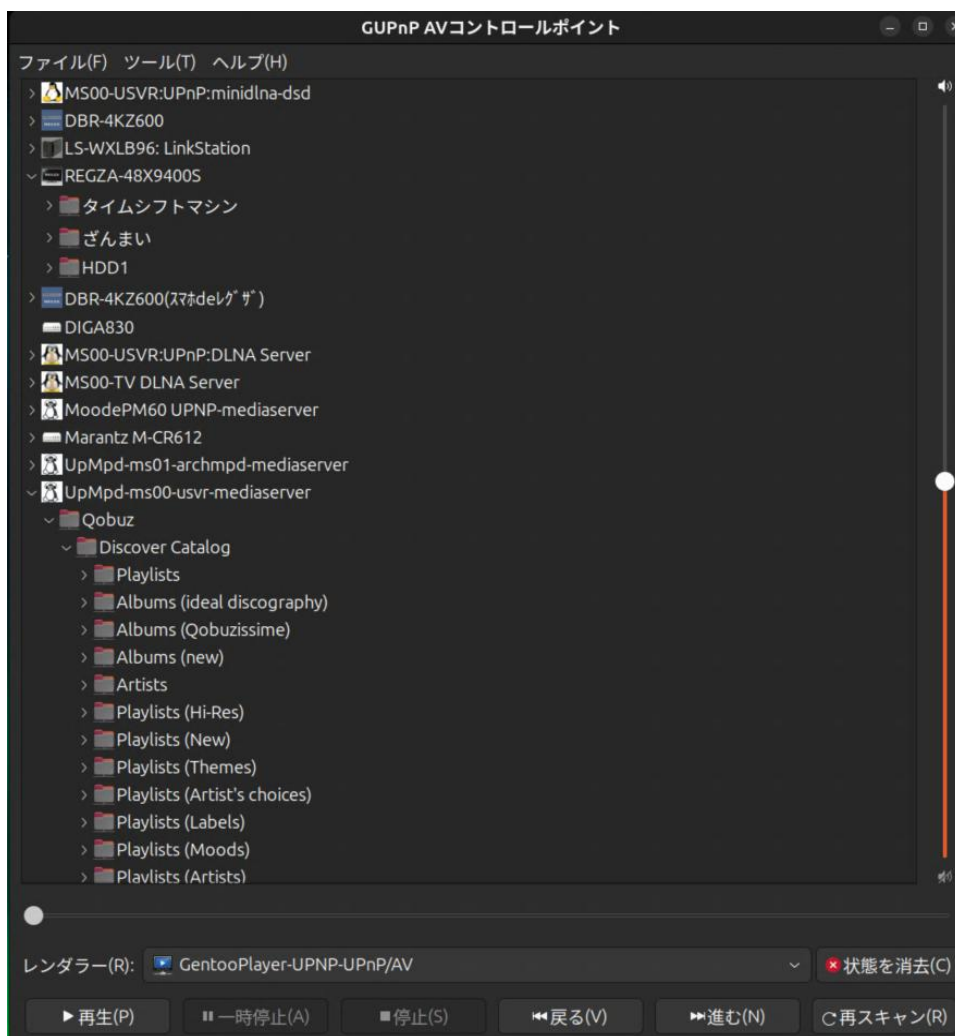 GUPnP AVコントロールポイント
ファイル(F) ツール(T) ヘルプ(H)
MS00-USVR:UPnP:minidlna-dsd
DBR-4KZ600
LS-WXLB96: LinkStation
REGZA-48X9400S
タイムシフトマシン
ざんまい
HDD1
DBR-4KZ600(ｽﾏﾎdeﾚｸﾞｻﾞ)
DIGA830
MS00-USVR:UPnP:DLNA Server
MS00-TV DLNA Server
MoodePM60 UPNP-mediaserver
Marantz M-CR612
UpMpd-ms01-archmpd-mediaserver
UpMpd-ms00-usvr-mediaserver
Qobuz
Discover Catalog
Playlists
Albums (ideal discography)
Albums (Qobuzissime)
Albums (new)
Artists
Playlists (Hi-Res)
Playlists (New)
Playlists (Themes)
Playlists (Artist's choices)
Playlists (Labels)
Playlists (Moods)
Playlists (Artists)
レンダラー(R): GentooPlayer-UPNP-UPnP/AV 状態を消去(C)
再生(P) 一時停止(A) 停止(S) 戻る(V) 進む(N) 再スキャン(R)